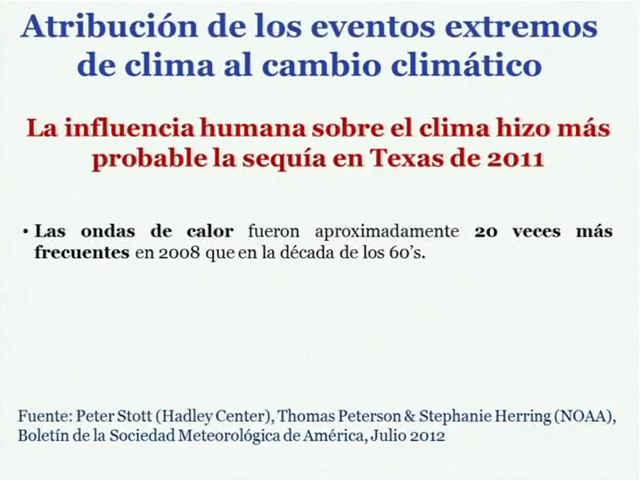 Atribución de los eventos extremos
de clima al cambio climático
La influencia humana sobre el clima hizo más
probable la sequía en Texas de 2011
• Las ondas de calor fueron aproximadamente 20 veces más
frecuentes en 2008 que en la década de los 60’s.
Fuente: Peter Stott (Hadley Center), Thomas Peterson & Stephanie Herring (NOAA),
Boletín de la Sociedad Meteorológica de América, Julio 2012